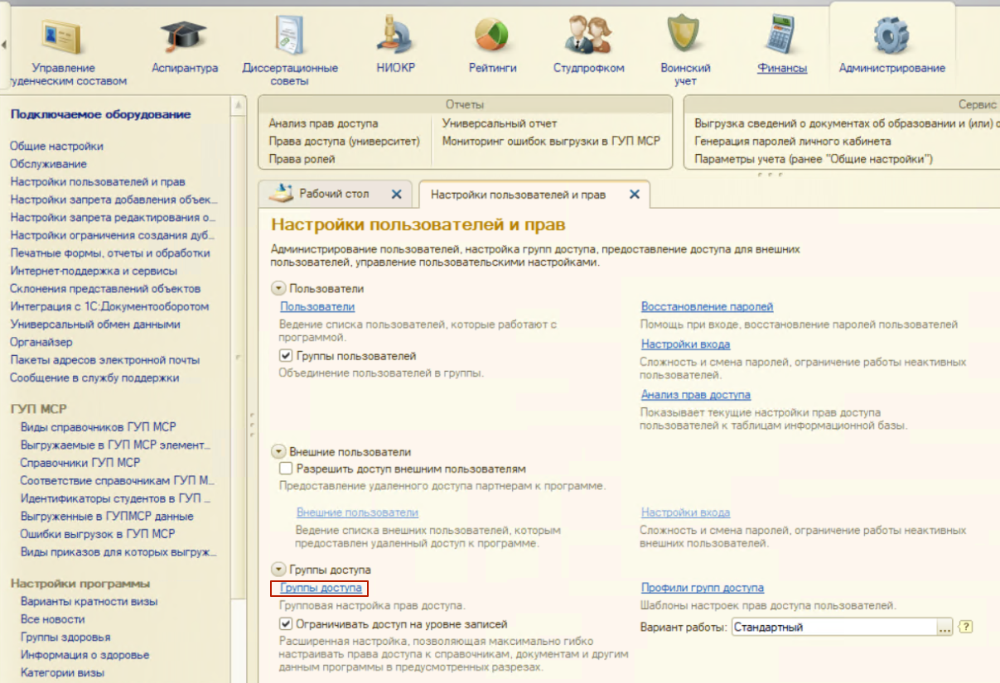 Управление
туденческим составом
Аспирантура
Диссертационные
советы
НИОКР
Рейтинги
Студпрофком
Воинский
учет
Финансы
Администрирование
Подключаемое оборудование
Общие настройки
Обслуживание
Настройки пользователей и прав
Настройки запрета добавления объек...
Настройки запрета редактирования о...
Настройки ограничения создания дуб...
Печатные формы, отчеты и обработки
Интернет-поддержка и сервисы
Склонения представлений объектов
Интеграция с 1С:Документооборотом
Универсальный обмен данными
Органайзер
Пакеты адресов электронной почты
Сообщение в службу поддержки
ГУП МСР
Виды справочников ГУП МСР
Выгружаемые в ГУП МСР элемент...
Справочники ГУП МСР
Соответствие справочникам ГУП М...
Идентификаторы студентов в ГУП ...
Выгруженные в ГУПМСР данные
Ошибки выгрузок в ГУП МСР
Виды приказов для которых выгруж...
Настройки программы
Варианты кратности визы
Все новости
Группы здоровья
Информация о здоровье
Категории визы
Отчеты
Анализ прав доступа
Права доступа (университет)
Права ролей
Универсальный отчет
Мониторинг ошибок выгрузки в ГУП МСР
Сервис
Выгрузка сведений о документах об образовании и (или) о
Генерация паролей личного кабинета
Параметры учета (ранее "Общие настройки")
Рабочий стол
Настройки пользователей и прав
Настройки пользователей и прав
Администрирование пользователей, настройка групп доступа, предоставление доступа для внешних
пользователей, управление пользовательскими настройками.
Пользователи
Пользователи
Ведение списка пользователей, которые работают с
программой.
Группы пользователей
Объединение пользователей в группы.
Восстановление паролей
Помощь при входе, восстановление паролей пользователей
Настройки входа
Сложность и смена паролей, ограничение работы неактивных
пользователей.
Анализ прав доступа
Показывает текущие настройки прав доступа
пользователей к таблицам информационной базы.
Внешние пользователи
Разрешить доступ внешним пользователям
Предоставление удаленного доступа партнерам к программе.
Внешние пользователи
Ведение списка внешних пользователей, которым
предоставлен удаленный доступ к программе.
Настройки входа
Сложность и смена паролей, ограничение работы неактивных
внешних пользователей.
Группы доступа
Группы доступа
Групповая настройка прав доступа.
Ограничивать доступ на уровне записей
Расширенная настройка, позволяющая максимально гибко
настраивать права доступа к справочникам, документам и другим
данным программы в предусмотренных разрезах.
Профили групп доступа
Шаблоны настроек прав доступа пользователей.
Вариант работы: Стандартный ... ?